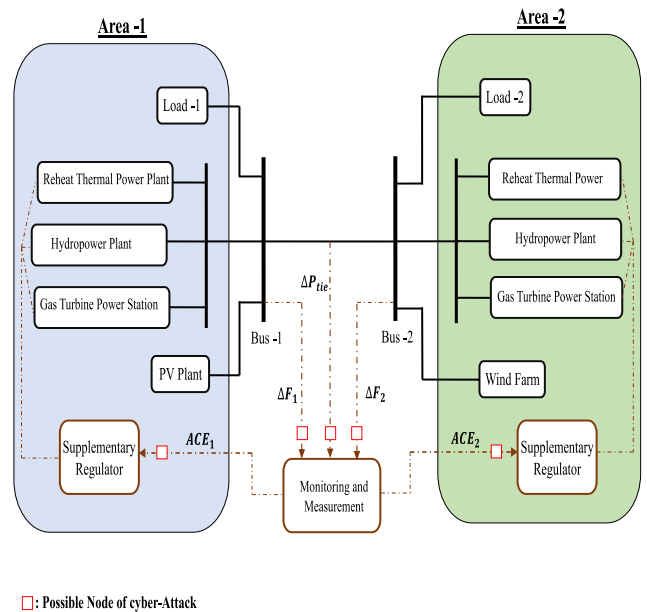 Area -1
Area -2
Load -1
Load -2
Reheat Thermal Power Plant
Reheat Thermal Power
Hydropower Plant
Hydropower Plant
ΔP_tie
Gas Turbine Power Station
Gas Turbine Power Station
Bus -1
Bus -2
PV Plant
Wind Farm
ΔF_1
ΔF_2
Supplementary
Regulator
ACE_1
ACE_2
Supplementary
Regulator
Monitoring and
Measurement
: Possible Node of cyber-Attack